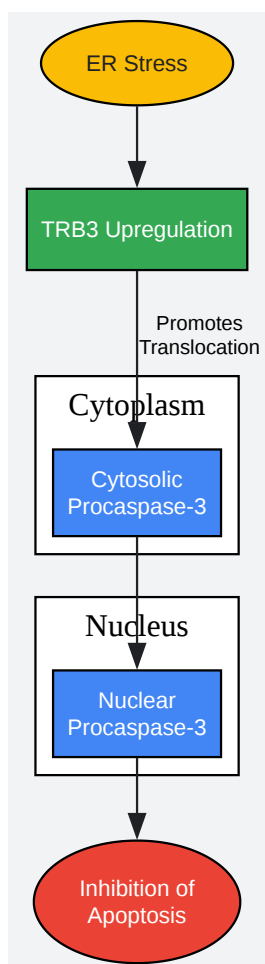 ER Stress
TRB3 Upregulation
Promotes
Translocation
Cytoplasm
Cytosolic
Procaspase-3
Nucleus
Nuclear
Procaspase-3
Inhibition of
Apoptosis